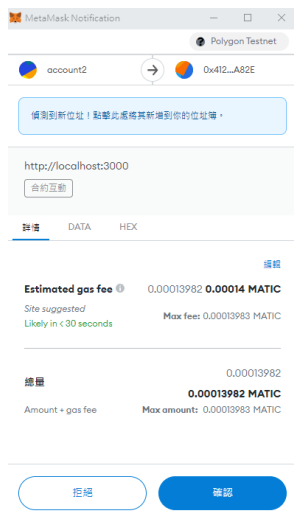 MetaMask Notification
Polygon Testnet
account2
0x412...A82E
偵測到新位址！點擊此處將其新增到你的位址簿。
http://localhost:3000
合約互動
詳情 DATA HEX
編輯
Estimated gas fee 0.00013982 0.00014 MATIC
Site suggested
Likely in < 30 seconds
Max fee: 0.00013983 MATIC
總量
0.00013982
0.00013982 MATIC
Amount + gas fee
Max amount: 0.00013983 MATIC
拒絕
確認